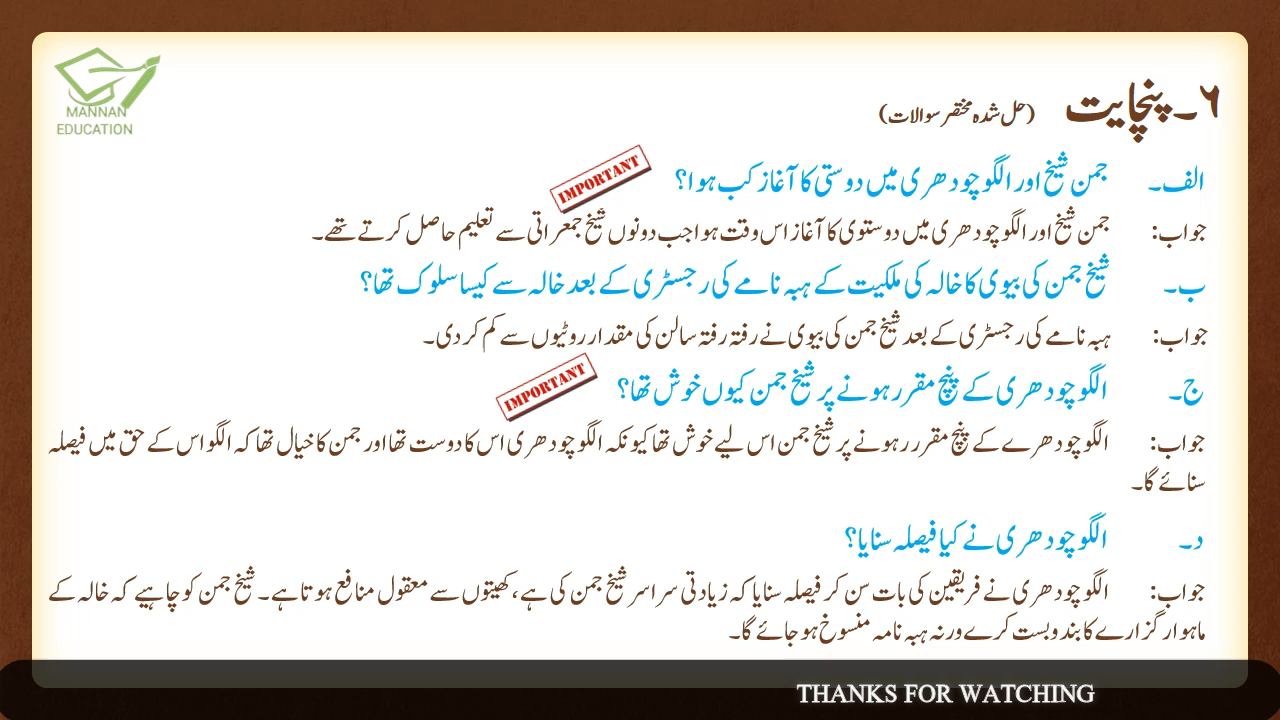 MANNAN
EDUCATION
۶۔ پنچایت (حل شدہ مختصر سوالات)
الف۔ جمن شیخ اور الگو چودھری میں دوستی کا آغاز کب ہوا؟ IMPORTANT
جواب: جمن شیخ اور الگو چودھری میں دوستوی کا آغاز اس وقت ہوا جب دونوں شیخ جمعراتی سے تعلیم حاصل کرتے تھے۔
ب۔ شیخ جمن کی بیوی کا خالہ کی ملکیت کے ہبہ نامے کی رجسٹری کے بعد خالہ سے کیسا سلوک تھا؟
جواب: ہبہ نامے کی رجسٹری کے بعد شیخ جمن کی بیوی نے رفتہ رفتہ سالن کی مقدار روٹیوں سے کم کر دی۔
ج۔ الگو چودھری کے پنچ مقرر ہونے پر شیخ جمن کیوں خوش تھا؟ IMPORTANT
جواب: الگو چودھرے کے پنچ مقرر رہونے پر شیخ جمن اس لیے خوش تھا کیونکہ الگو چودھری اس کا دوست تھا اور جمن کا خیال تھا کہ الگو اس کے حق میں فیصلہ
سنائے گا۔
د۔ الگو چودھری نے کیا فیصلہ سنایا؟
جواب: الگو چودھری نے فریقین کی بات سن کر فیصلہ سنایا کہ زیادتی سراسر شیخ جمن کی ہے، کھیتوں سے معقول منافع ہوتا ہے۔ شیخ جمن کو چاہیے کہ خالہ کے
ماہوار گزارے کا بندوبست کرے ورنہ ہبہ نامہ منسوخ ہو جائے گا۔
THANKS FOR WATCHING